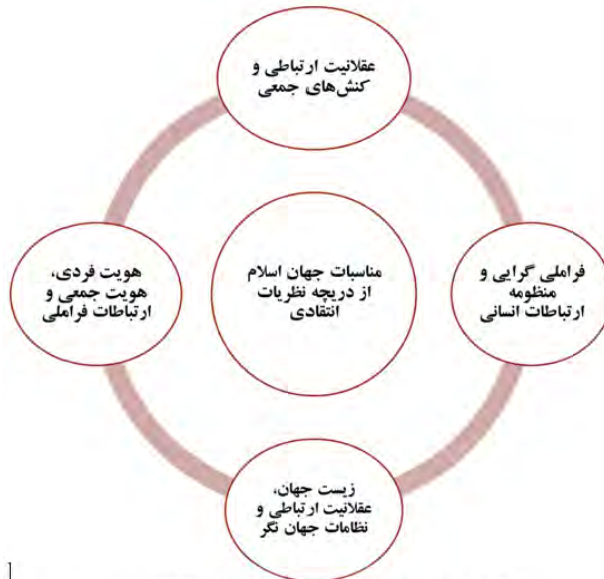 عقلانیت ارتباطی و
کنش‌های جمعی
فراملی گرایی و
منظومه
ارتباطات انسانی
مناسبات جهان اسلام
از دریچه نظریات
انتقادی
هویت فردی،
هویت جمعی و
ارتباطات فراملی
زیست جهان،
عقلانیت ارتباطی و
نظامات جهان نگر
]